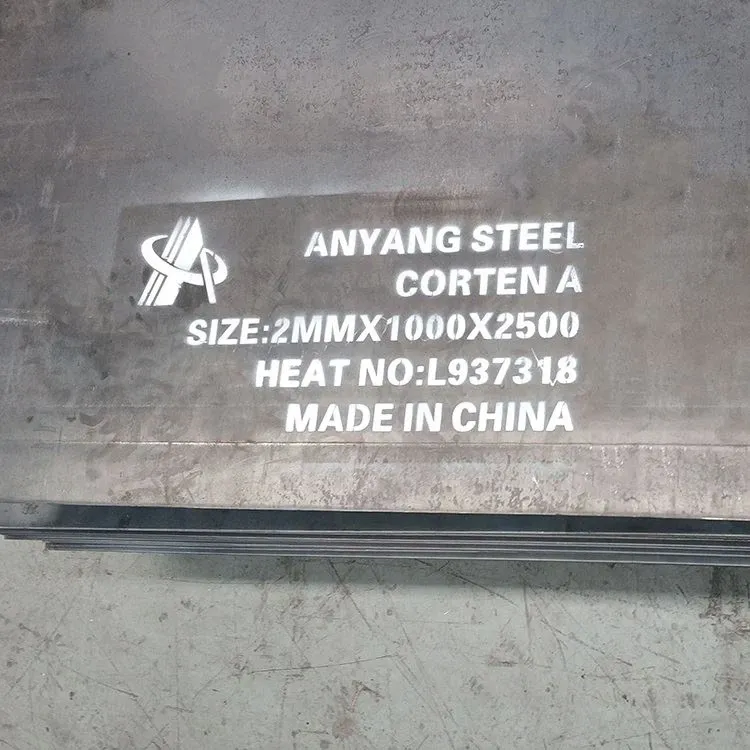 ANYANG STEEL
CORTEN A
SIZE:2MMX1000X2500
HEAT NO:L937318
MADE IN CHINA